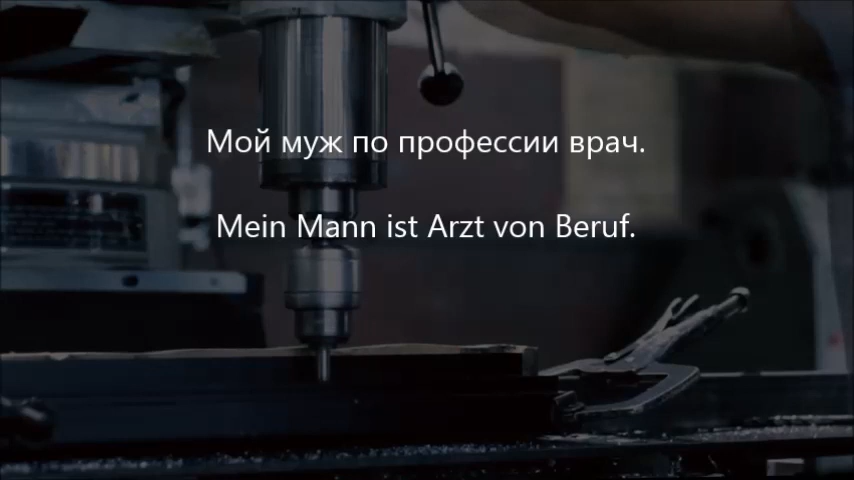 Мой муж по профессии врач.
Mein Mann ist Arzt von Beruf.